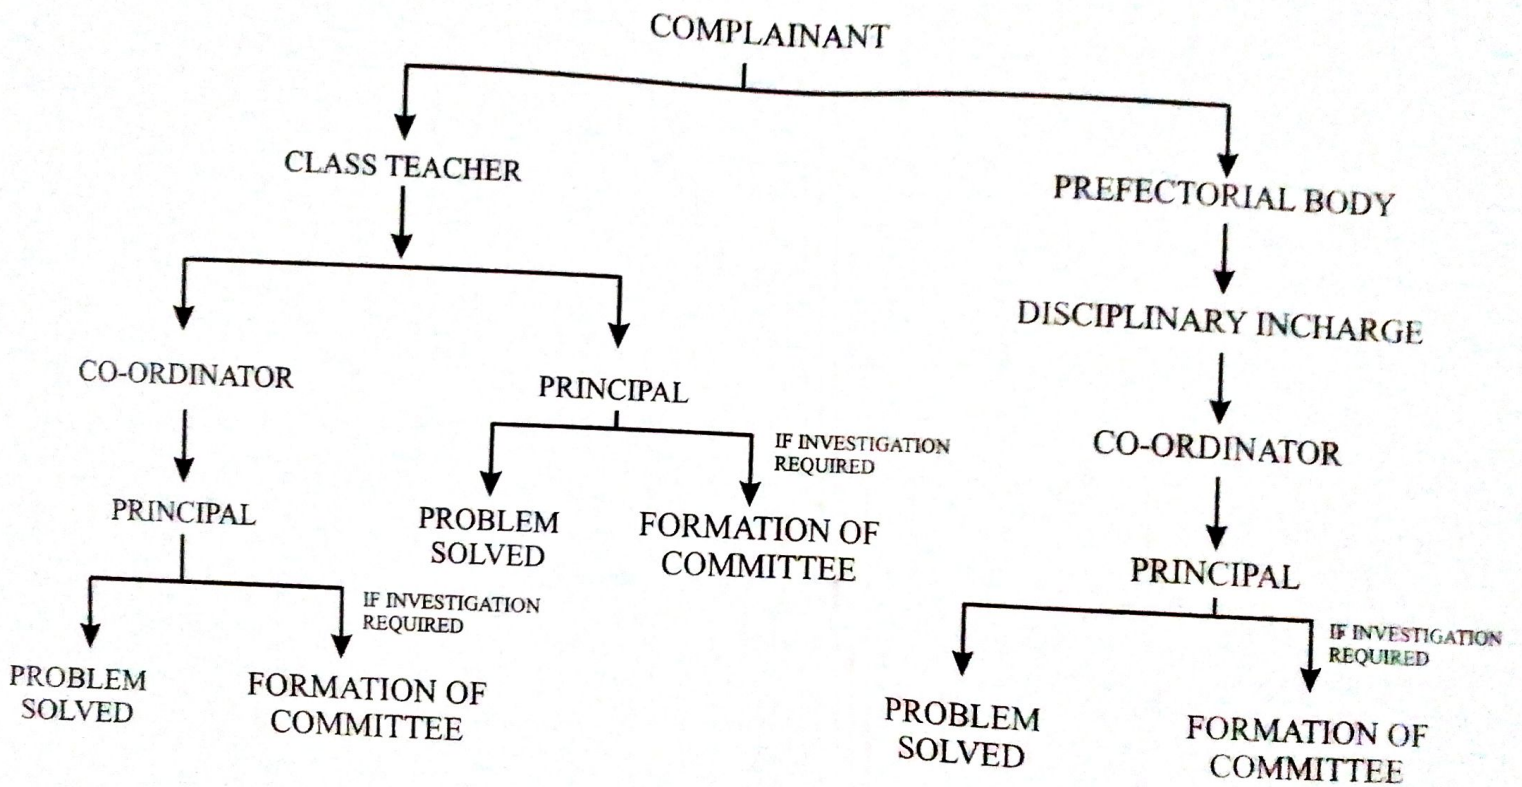 COMPLAINANT
CLASS TEACHER
PREFECTORIAL BODY
DISCIPLINARY INCHARGE
CO-ORDINATOR
PRINCIPAL
IF INVESTIGATION
REQUIRED
CO-ORDINATOR
PRINCIPAL
PROBLEM
SOLVED
FORMATION OF
COMMITTEE
PRINCIPAL
IF INVESTIGATION
REQUIRED
IF INVESTIGATION
REQUIRED
PROBLEM
SOLVED
FORMATION OF
COMMITTEE
PROBLEM
SOLVED
FORMATION OF
COMMITTEE